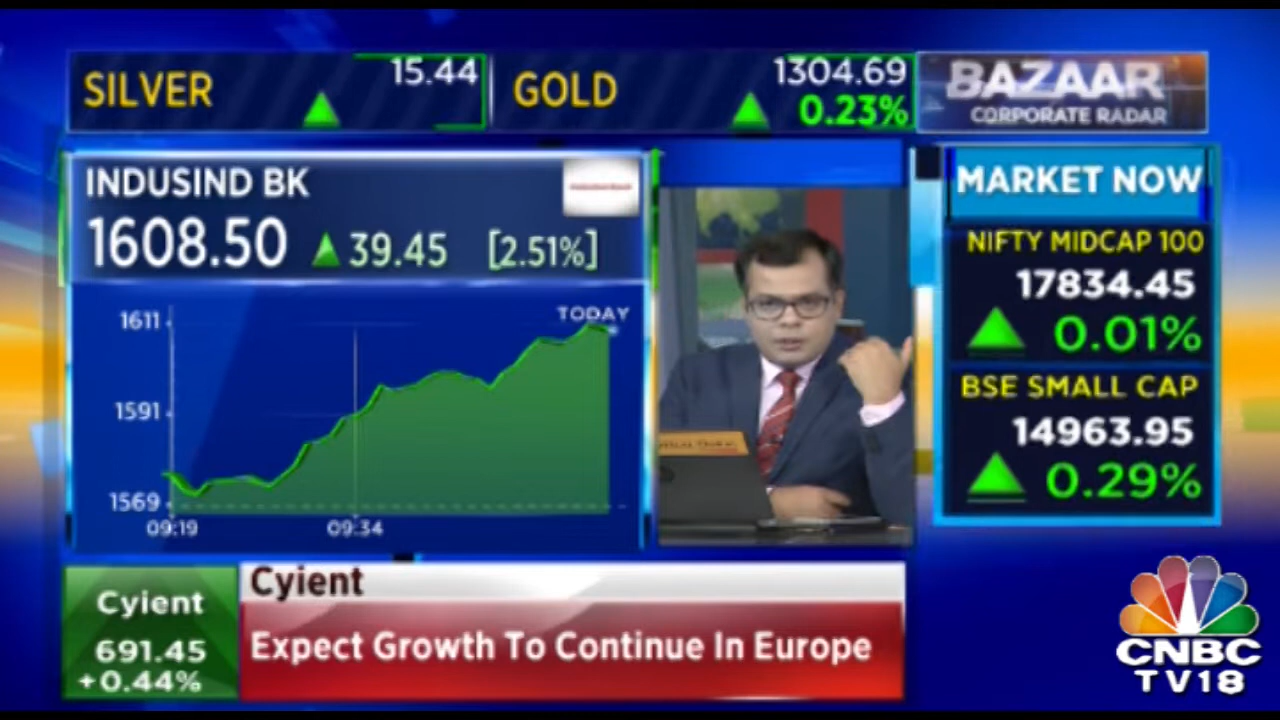 SILVER
15.44
GOLD
1304.69
0.23%
BAZAAR
CORPORATE RADAR
INDUSIND BK
1608.50
39.45
[2.51%]
TODAY
1611
1591
1569
09:19
09:34
MARKET NOW
NIFTY MIDCAP 100
17834.45
0.01%
BSE SMALL CAP
14963.95
0.29%
Cyient
691.45
+0.44%
Cyient
Expect Growth To Continue In Europe
CNBC
TV18